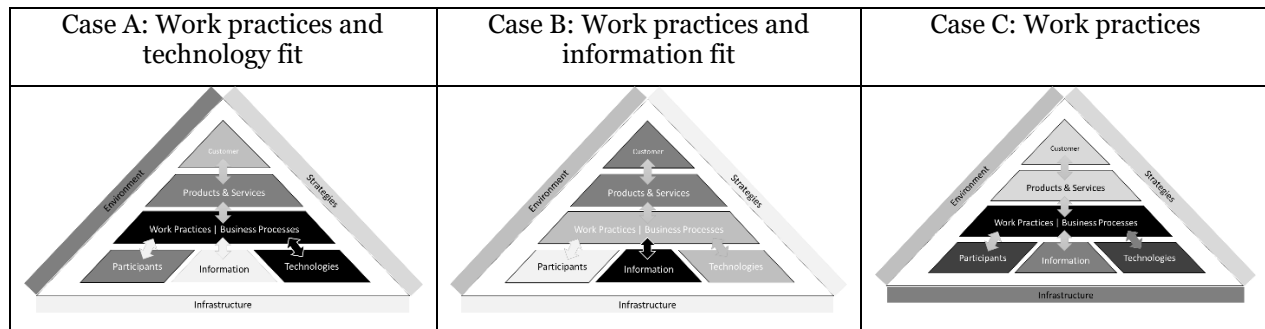 Case A: Work practices and
technology fit
Case B: Work practices and
information fit
Case C: Work practices
Customer
Products & Services
Work Practices | Business Processes
Participants
Information
Technologies
Environment
Strategies
Infrastructure
Customer
Products & Services
Work Practices | Business Processes
Participants
Information
Technologies
Environment
Strategies
Infrastructure
Customer
Products & Services
Work Practices | Business Processes
Participants
Information
Technologies
Environment
Strategies
Infrastructure